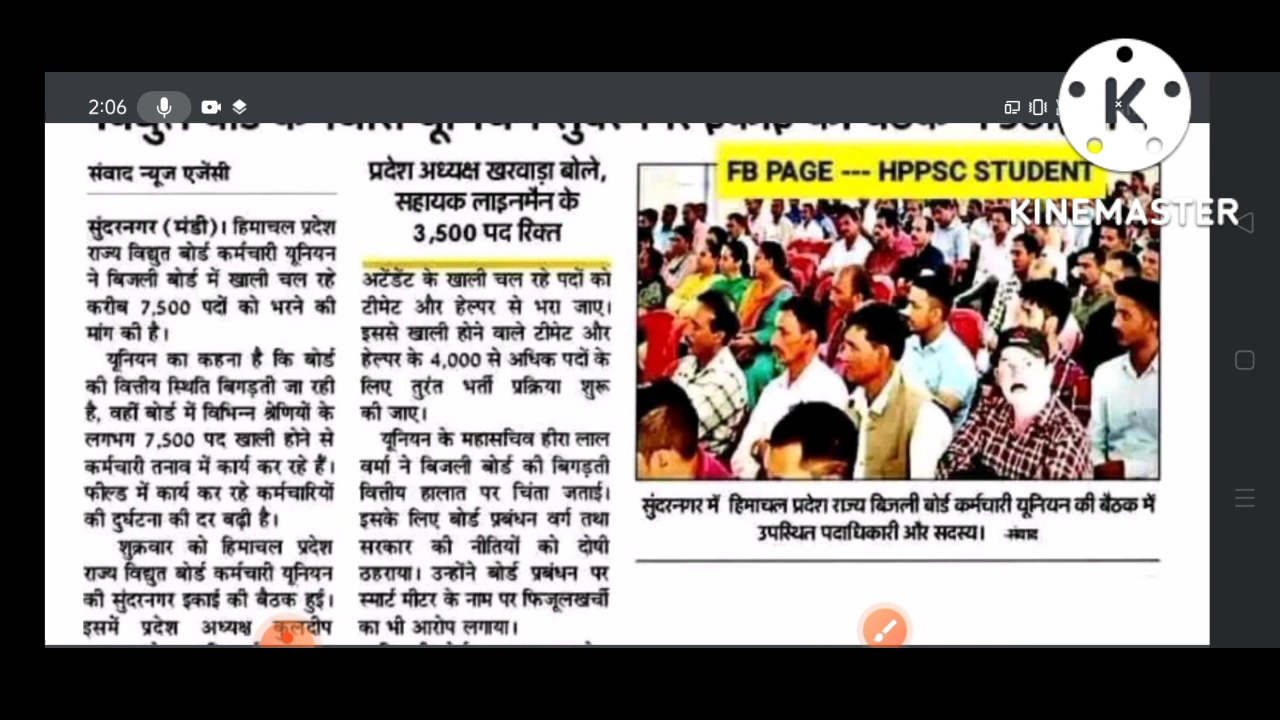 2:06
संवाद न्यूज एजेंसी
सुंदरनगर (मंडी)। हिमाचल प्रदेश
राज्य विद्युत बोर्ड कर्मचारी यूनियन
ने बिजली बोर्ड में खाली चल रहे
करीब 7,500 पदों को भरने की
मांग की है।
यूनियन का कहना है कि बोर्ड
की वित्तीय स्थिति बिगड़ती जा रही
है, वहीं बोर्ड में विभिन्न श्रेणियों के
लगभग 7,500 पद खाली होने से
कर्मचारी तनाव में कार्य कर रहे हैं।
फील्ड में कार्य कर रहे कर्मचारियों
की दुर्घटना की दर बढ़ी है।
शुक्रवार को हिमाचल प्रदेश
राज्य विद्युत बोर्ड कर्मचारी यूनियन
की सुंदरनगर इकाई की बैठक हुई।
इसमें प्रदेश अध्यक्ष कुलदीप
प्रदेश अध्यक्ष खरवाड़ा बोले,
सहायक लाइनमैन के
3,500 पद रिक्त
अटेंडेंट के खाली चल रहे पदों को
टीमेट और हेल्पर से भरा जाए।
इससे खाली होने वाले टीमेट और
हेल्पर के 4,000 से अधिक पदों के
लिए तुरंत भर्ती प्रक्रिया शुरू
की जाए।
यूनियन के महासचिव हीरा लाल
वर्मा ने बिजली बोर्ड की बिगड़ती
वित्तीय हालात पर चिंता जताई।
इसके लिए बोर्ड प्रबंधन वर्ग तथा
सरकार की नीतियों को दोषी
ठहराया। उन्होंने बोर्ड प्रबंधन पर
स्मार्ट मीटर के नाम पर फिजूलखर्ची
का भी आरोप लगाया।
FB PAGE --- HPPSC STUDENT
K
KINEMASTER
सुंदरनगर में हिमाचल प्रदेश राज्य बिजली बोर्ड कर्मचारी यूनियन की बैठक में
उपस्थित पदाधिकारी और सदस्य। संवाद